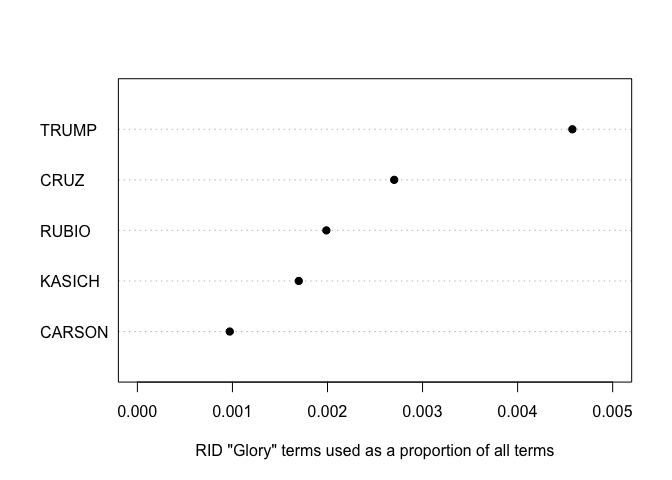 TRUMP
CRUZ
RUBIO
KASICH
CARSON
0.000 0.001 0.002 0.003 0.004 0.005
RID "Glory" terms used as a proportion of all terms